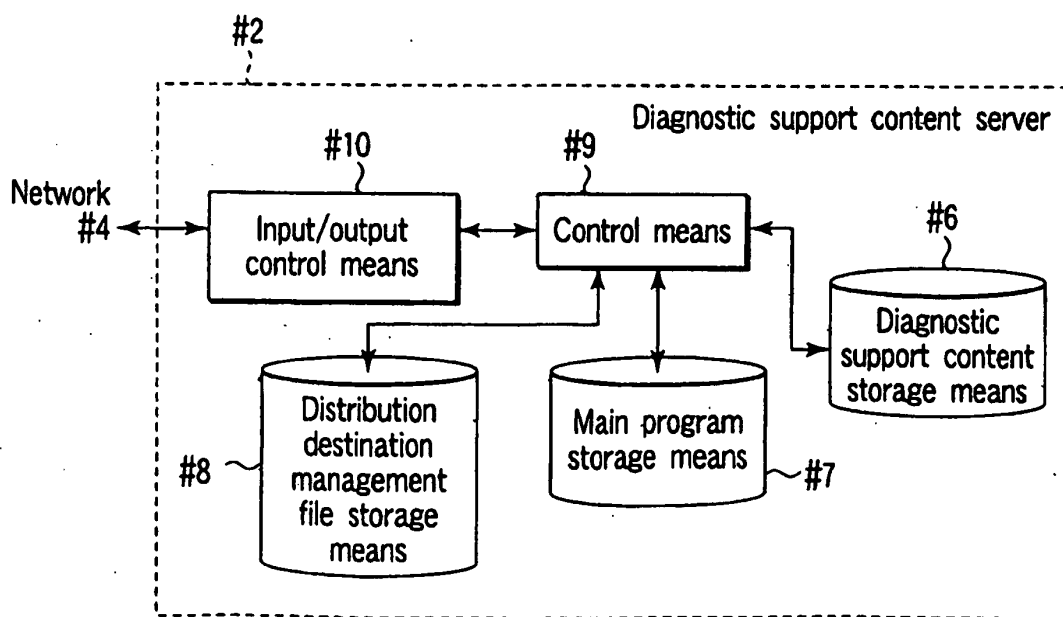 #2
Diagnostic support content server
#10
#9
Network
#4
Input/output
control means
Control means
#6
Diagnostic
support content
storage means
Distribution
destination
management
file storage
means
#8
Main program
storage means
#7